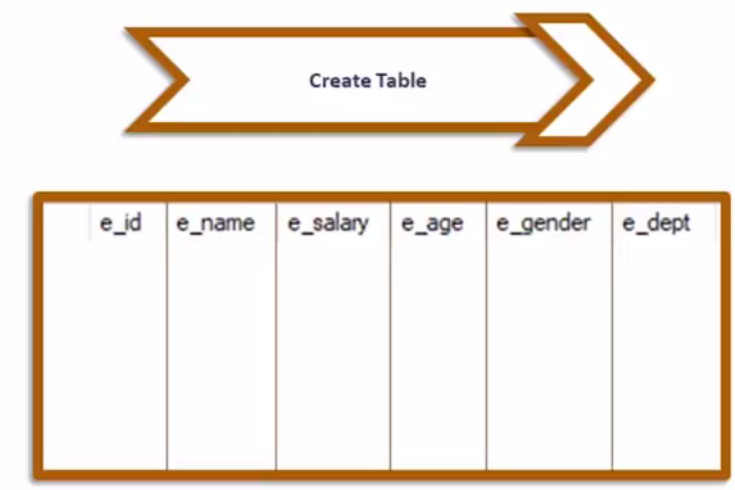 Create Table
e_id e_name e_salary e_age e_gender e_dept